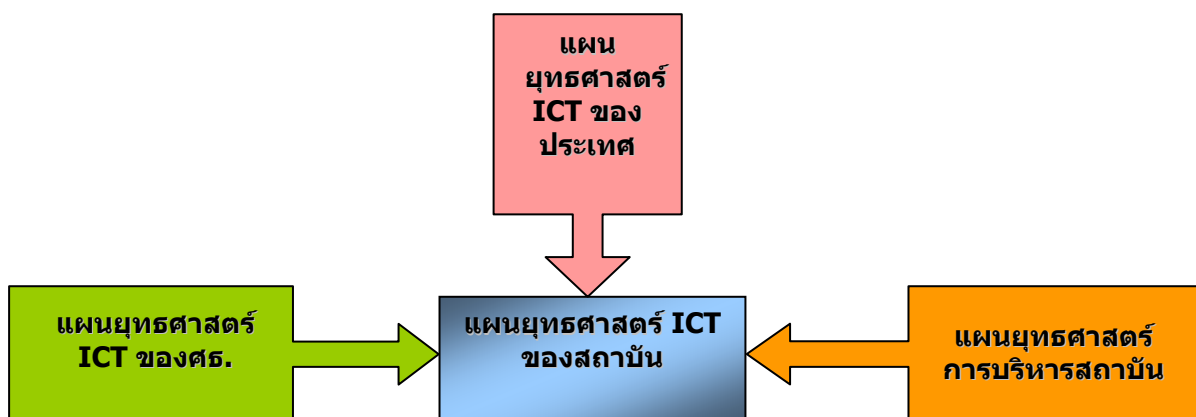 แผน
ยุทธศาสตร์
ICT ของ
ประเทศ
แผนยุทธศาสตร์
ICT ของศธ.
แผนยุทธศาสตร์ ICT
ของสถาบัน
แผนยุทธศาสตร์
การบริหารสถาบัน